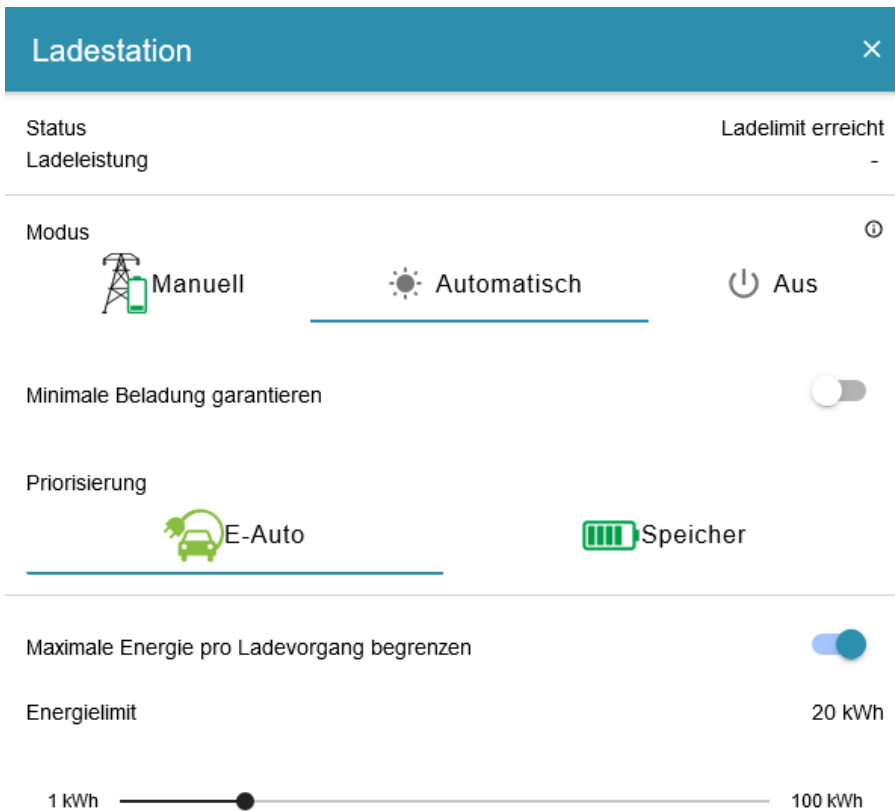 Ladestation
Status Ladelimit erreicht
Ladeleistung -
Modus
Manuell Automatisch Aus
Minimale Beladung garantieren
Priorisierung
E-Auto Speicher
Maximale Energie pro Ladevorgang begrenzen
Energielimit 20 kWh
1 kWh 100 kWh